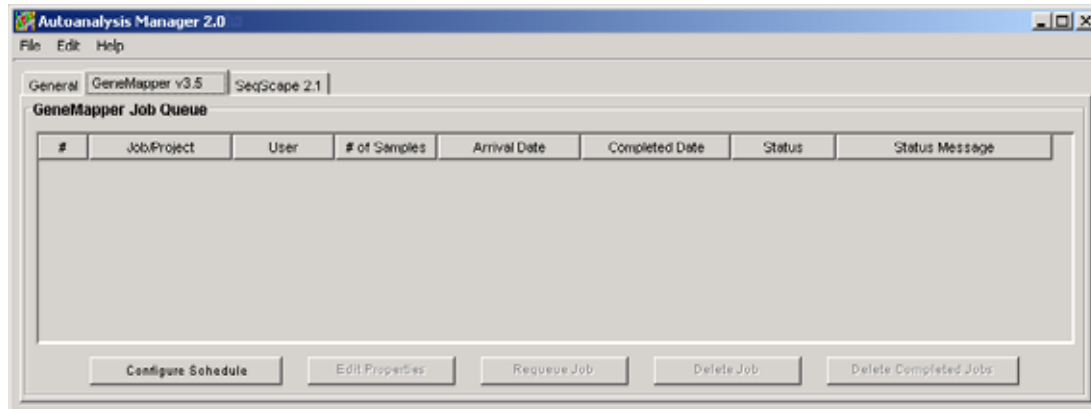 Autoanalysis Manager 2.0
File Edit Help
General GeneMapper v3.5 SeqScape 2.1
GeneMapper Job Queue
# Job/Project User # of Samples Arrival Date Completed Date Status Status Message
Configure Schedule Edit Properties Requeue Job Delete Job Delete Completed Jobs